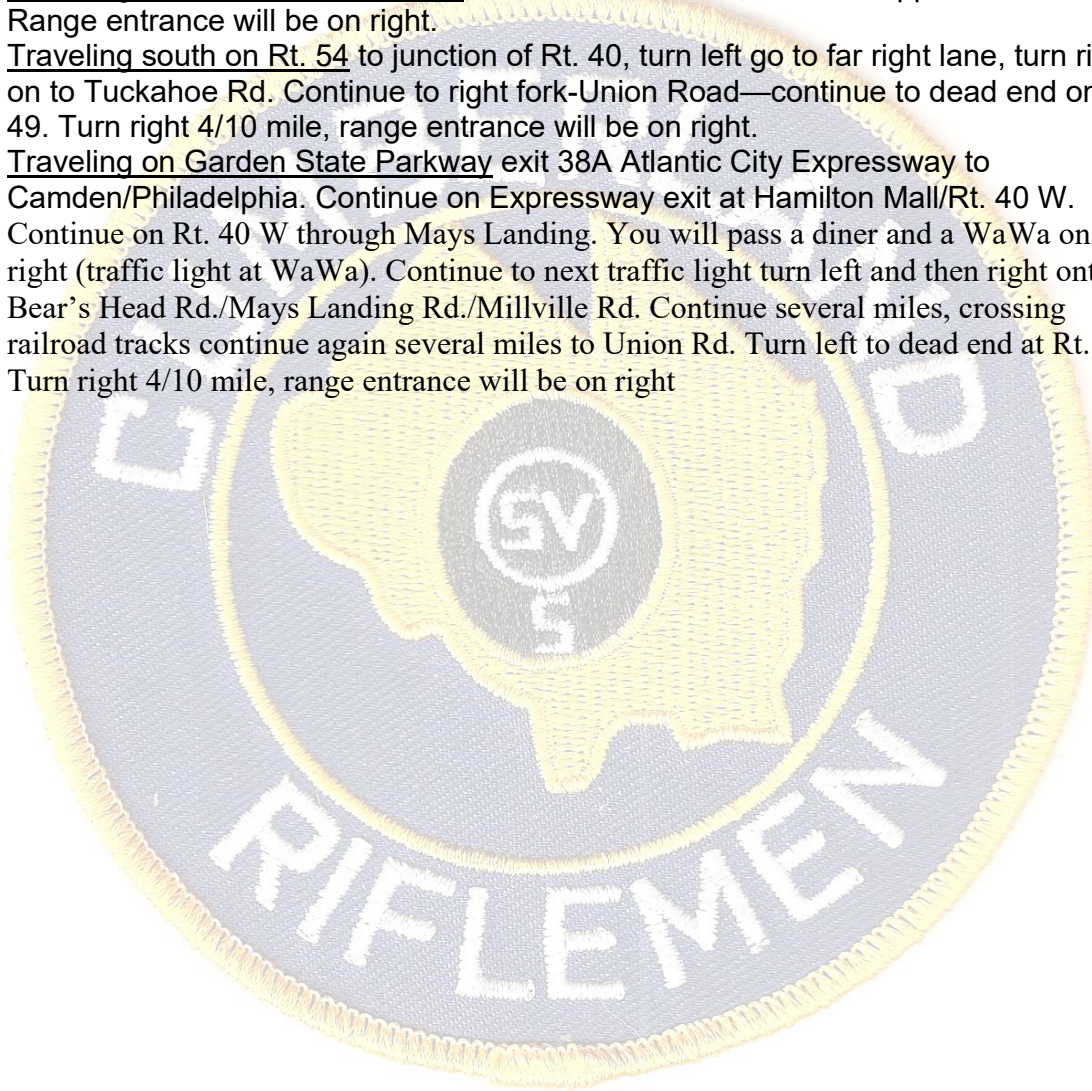 Range entrance will be on right.
Traveling south on Rt. 54 to junction of Rt. 40, turn left go to far right lane, turn ri
on to Tuckahoe Rd. Continue to right fork-Union Road—continue to dead end on
49. Turn right 4/10 mile, range entrance will be on right.
Traveling on Garden State Parkway exit 38A Atlantic City Expressway to
Camden/Philadelphia. Continue on Expressway exit at Hamilton Mall/Rt. 40 W.
Continue on Rt. 40 W through Mays Landing. You will pass a diner and a WaWa on
right (traffic light at WaWa). Continue to next traffic light turn left and then right ont
Bear's Head Rd./Mays Landing Rd./Millville Rd. Continue several miles, crossing
railroad tracks continue again several miles to Union Rd. Turn left to dead end at Rt.
Turn right 4/10 mile, range entrance will be on right
CUMBERLAND
SV
S
RIFLEMEN